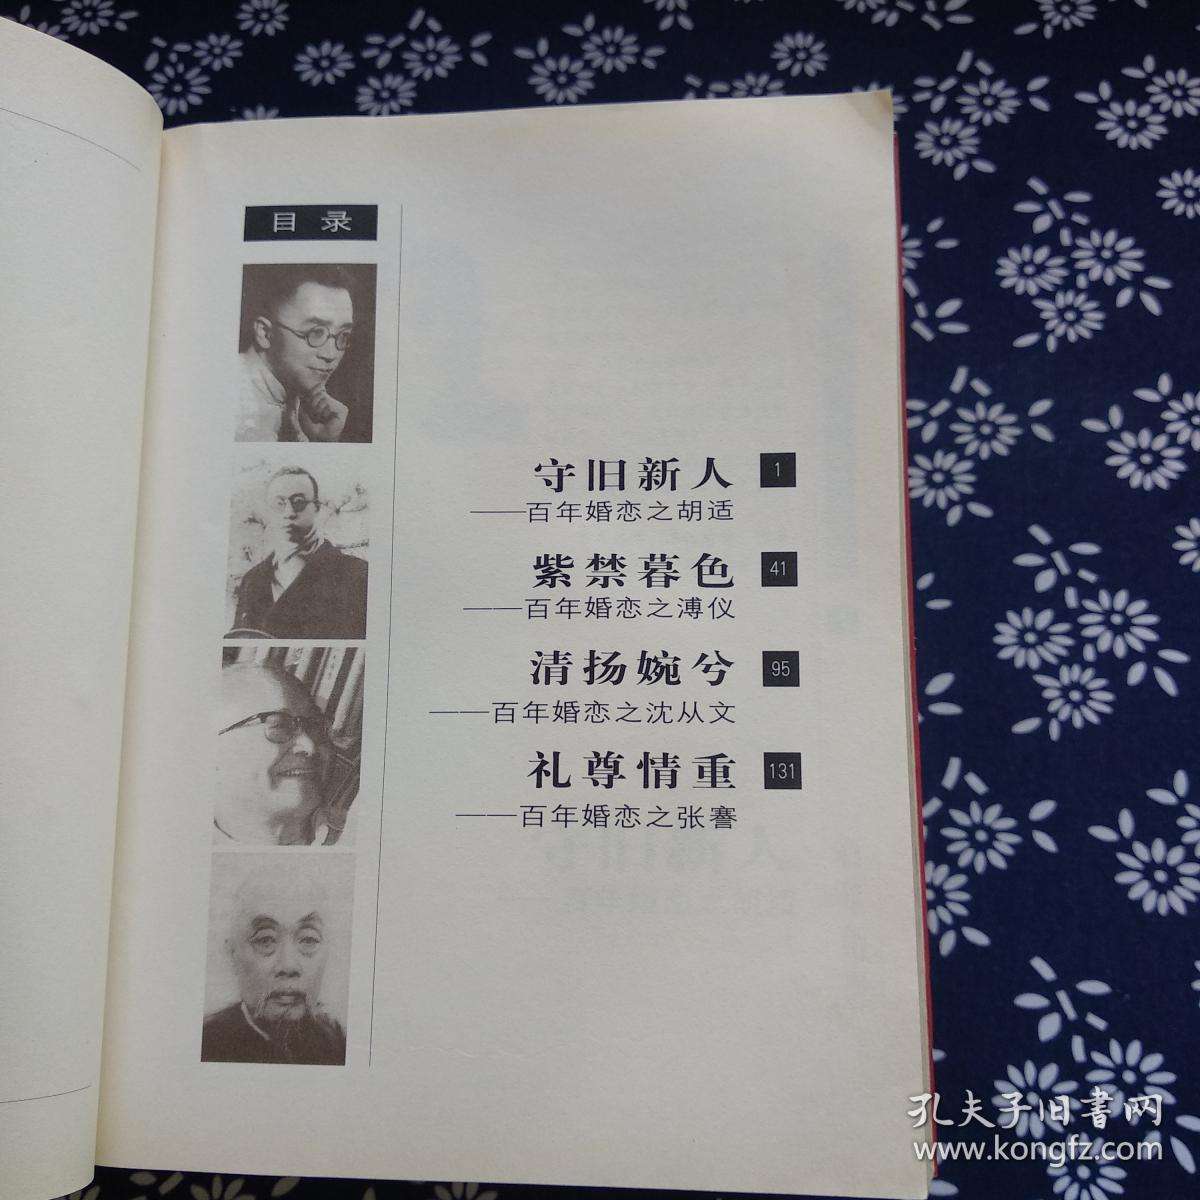 目录
守旧新人 1
——百年婚恋之胡适
紫禁暮色 41
——百年婚恋之溥仪
清扬婉兮 95
——百年婚恋之沈从文
礼尊情重 131
——百年婚恋之张謇
孔夫子旧书网
www.kongfz.com